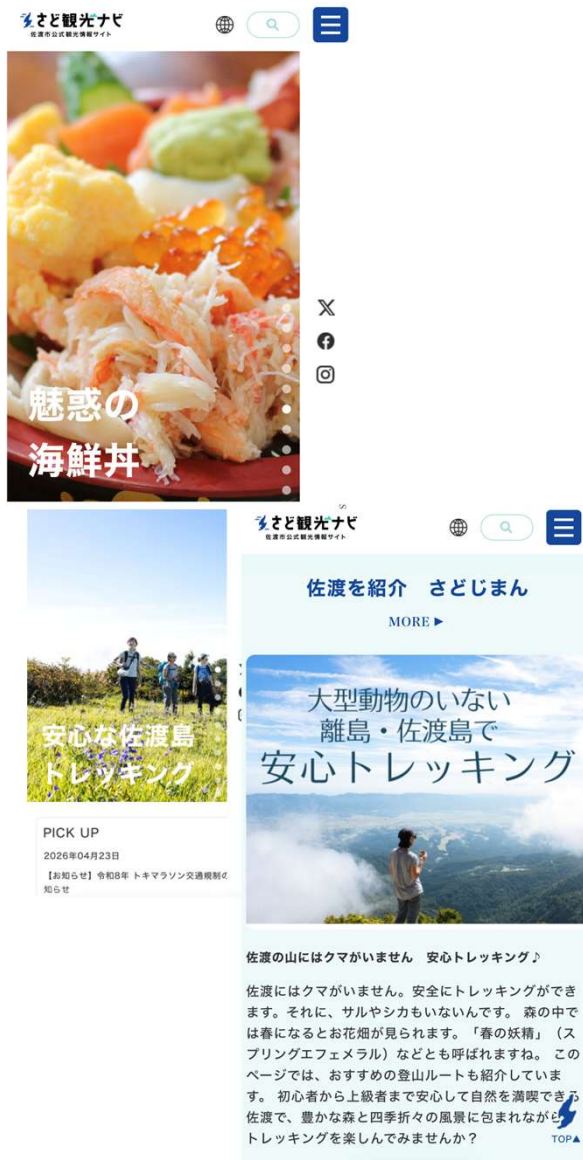 さど観光ナビ
佐渡市公式観光情報サイト
魅惑の
海鮮丼
安心な佐渡島
トレッキング
PICK UP
2026年04月23日
【お知らせ】令和8年 トキマラソン交通規制の
知らせ
さど観光ナビ
佐渡市公式観光情報サイト
佐渡を紹介　さどじまん
MORE ▶
大型動物のいない
離島・佐渡島で
安心トレッキング
佐渡の山にはクマがいません　安心トレッキング♪
佐渡にはクマがいません。安全にトレッキングができ
ます。それに、サルやシカもいないんです。 森の中で
は春になるとお花畑が見られます。「春の妖精」（ス
プリングエフェメラル）などとも呼ばれますね。 この
ページでは、おすすめの登山ルートも紹介していま
す。 初心者から上級者まで安心して自然を満喫できる
佐渡で、豊かな森と四季折々の風景に包まれながら
トレッキングを楽しんでみませんか？
TOP▲